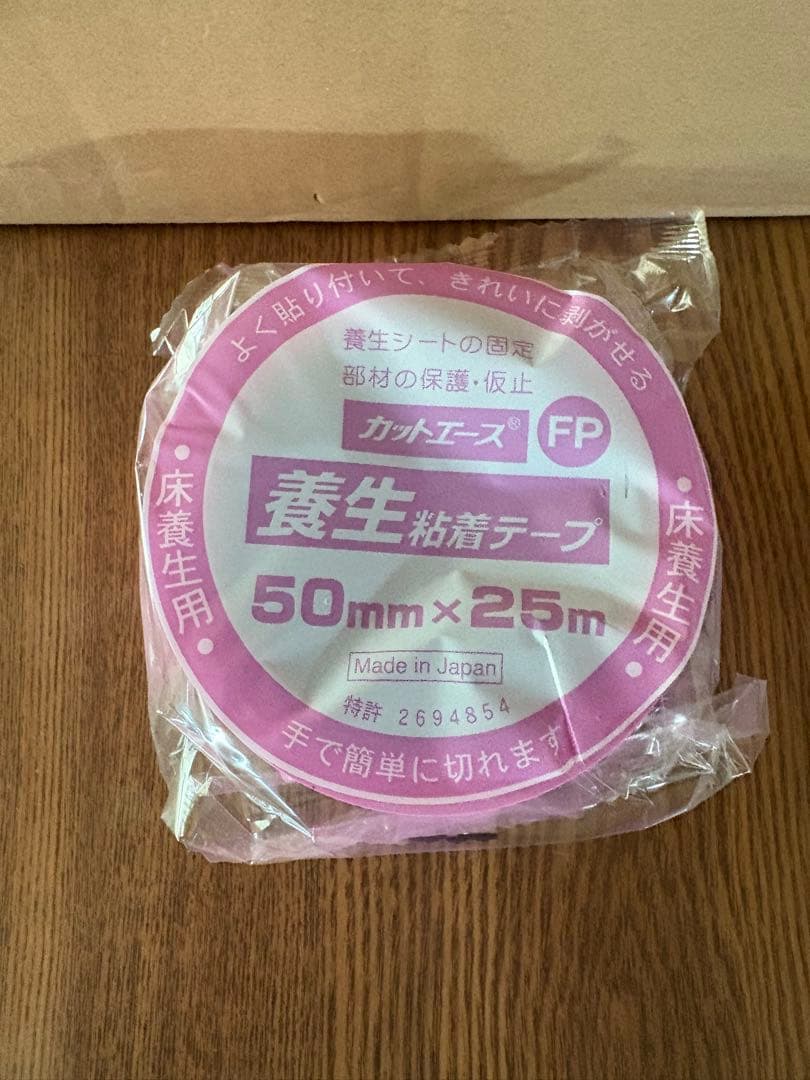 よく貼り付いて、きれいに剥がせる
養生シートの固定
部材の保護・仮止
カットエース® FP
養生粘着テープ
50mm×25m
Made in Japan
特許 2694854
・床養生用・
・床養生用・
手で簡単に切れます